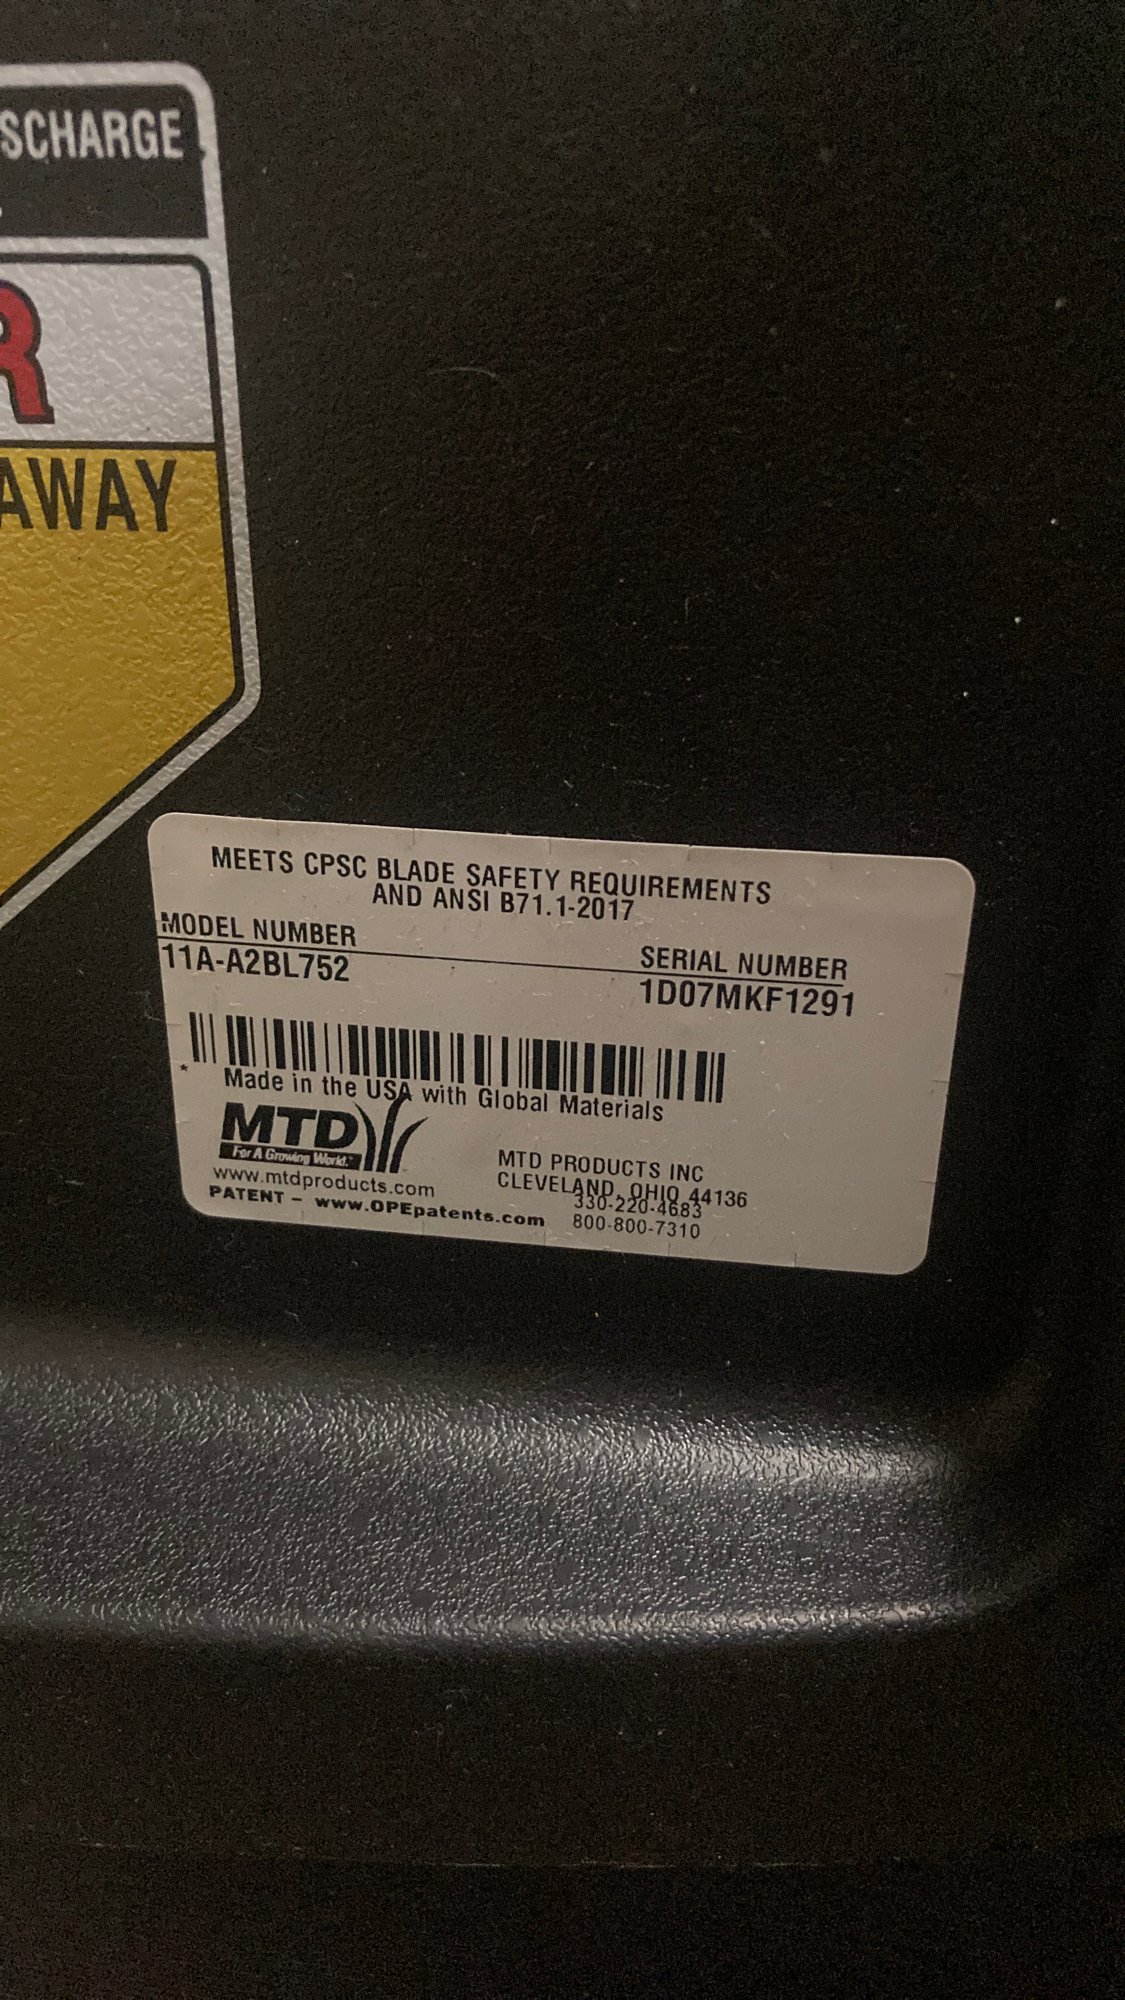 SCHARGE
R
AWAY
MEETS CPSC BLADE SAFETY REQUIREMENTS
AND ANSI B71.1-2017
MODEL NUMBER
11A-A2BL752
SERIAL NUMBER
1D07MKF1291
* Made in the USA with Global Materials
MTD
For A Growing World.™
www.mtdproducts.com
PATENT - www.OPEpatents.com
MTD PRODUCTS INC
CLEVELAND, OHIO 44136
330-220-4683
800-800-7310